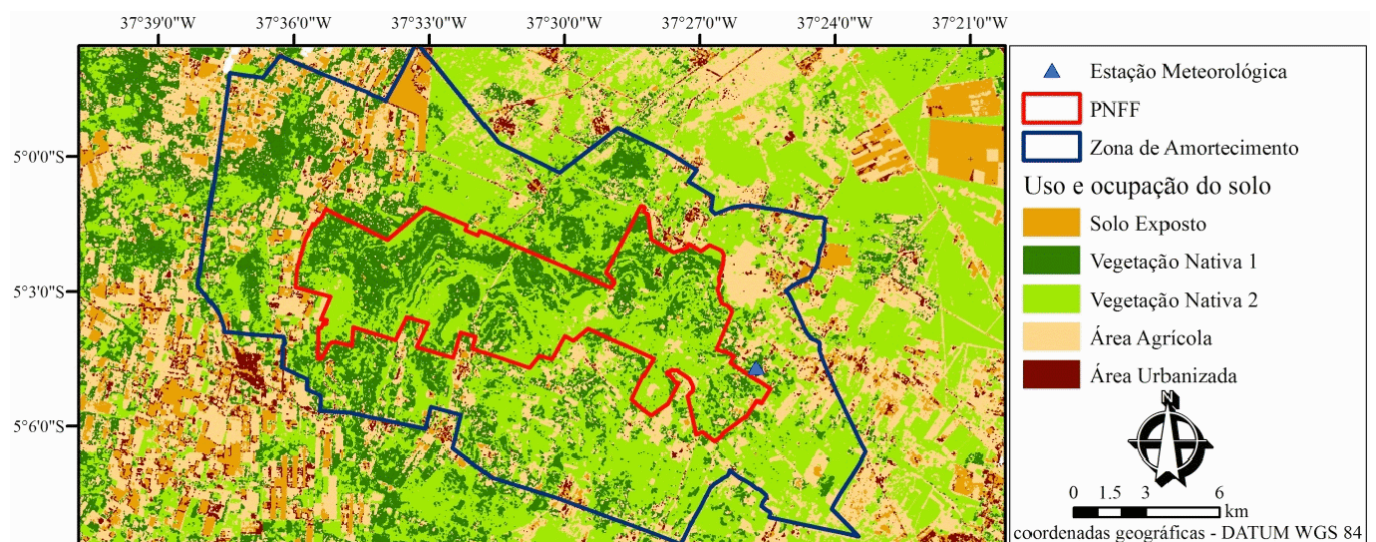 37°39'0"W 37°36'0"W 37°33'0"W 37°30'0"W 37°27'0"W 37°24'0"W 37°21'0"W
5°0'0"S
5°30'0"S
5°60'0"S
Estação Meteorológica
PNFF
Zona de Amortecimento
Uso e ocupação do solo
Solo Exposto
Vegetação Nativa 1
Vegetação Nativa 2
Área Agrícola
Área Urbanizada
N
0 1.5 3 6
km
coordenadas geográficas - DATUM WGS 84